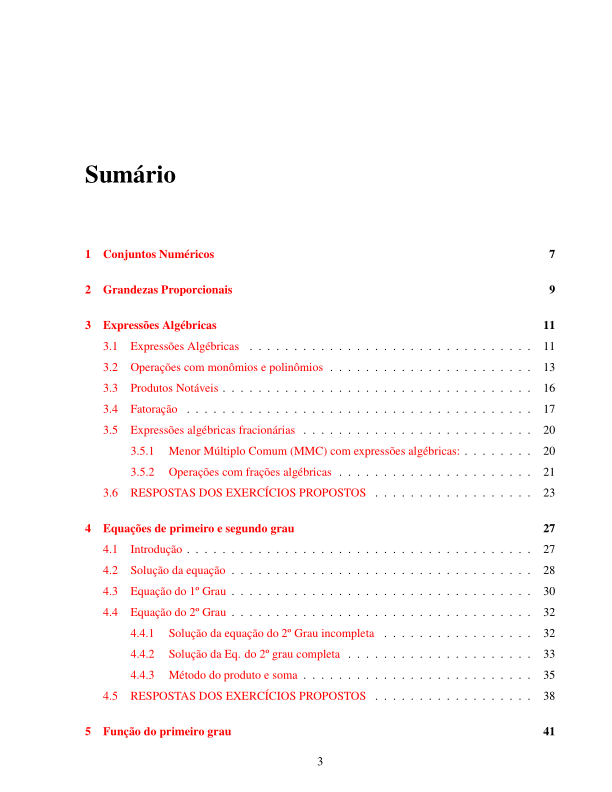 Sumário
1 Conjuntos Numéricos 7
2 Grandezas Proporcionais 9
3 Expressões Algébricas 11
3.1 Expressões Algébricas . . . . . . . . . . . . . . . . . . . . . . . . . . . . . . . . 11
3.2 Operações com monômios e polinômios . . . . . . . . . . . . . . . . . . . . . . . 13
3.3 Produtos Notáveis . . . . . . . . . . . . . . . . . . . . . . . . . . . . . . . . . . . 16
3.4 Fatoração . . . . . . . . . . . . . . . . . . . . . . . . . . . . . . . . . . . . . . . 17
3.5 Expressões algébricas fracionárias . . . . . . . . . . . . . . . . . . . . . . . . . . 20
3.5.1 Menor Múltiplo Comum (MMC) com expressões algébricas: . . . . . . . . 20
3.5.2 Operações com frações algébricas . . . . . . . . . . . . . . . . . . . . . . 21
3.6 RESPOSTAS DOS EXERCÍCIOS PROPOSTOS . . . . . . . . . . . . . . . . . . 23
4 Equações de primeiro e segundo grau 27
4.1 Introdução . . . . . . . . . . . . . . . . . . . . . . . . . . . . . . . . . . . . . . . 27
4.2 Solução da equação . . . . . . . . . . . . . . . . . . . . . . . . . . . . . . . . . . 28
4.3 Equação do 1º Grau . . . . . . . . . . . . . . . . . . . . . . . . . . . . . . . . . . 30
4.4 Equação do 2º Grau . . . . . . . . . . . . . . . . . . . . . . . . . . . . . . . . . . 32
4.4.1 Solução da equação do 2º Grau incompleta . . . . . . . . . . . . . . . . . 32
4.4.2 Solução da Eq. do 2º grau completa . . . . . . . . . . . . . . . . . . . . . 33
4.4.3 Método do produto e soma . . . . . . . . . . . . . . . . . . . . . . . . . . 35
4.5 RESPOSTAS DOS EXERCÍCIOS PROPOSTOS . . . . . . . . . . . . . . . . . . 38
5 Função do primeiro grau 41
3